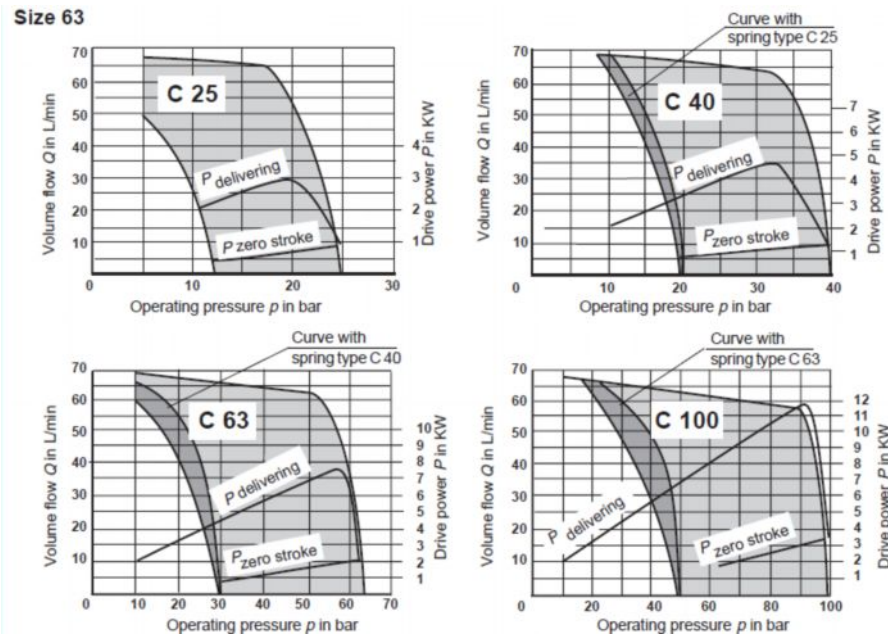 Size 63
70
60
50
40
30
20
10
Volume flow Q in L/min
C 25
P delivering
P zero stroke
4
3
2
1
Drive power P in KW
0
10
20
30
Operating pressure p in bar
Curve with
spring type C 25
70
60
50
40
30
20
10
Volume flow Q in L/min
C 40
P delivering
P zero stroke
7
6
5
4
3
2
1
Drive power P in KW
0
10
20
30
40
Operating pressure p in bar
Curve with
spring type C 40
70
60
50
40
30
20
10
Volume flow Q in L/min
C 63
P delivering
P zero stroke
10
9
8
7
6
5
4
3
2
1
Drive power P in KW
0
10
20
30
40
50
60
70
Operating pressure p in bar
Curve with
spring type C 63
70
60
50
40
30
20
10
Volume flow Q in L/min
C 100
P delivering
P zero stroke
12
11
10
9
8
7
6
5
4
3
2
1
Drive power P in KW
0
20
40
60
80
100
Operating pressure p in bar